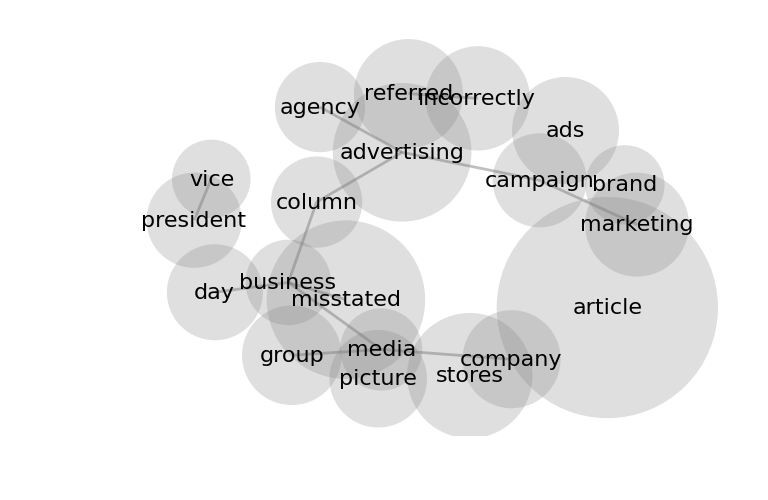 referred
incorrectly
agency
ads
advertising
vice
campaign
brand
column
president
marketing
business
day
misstated
article
media
group
company
stores
picture